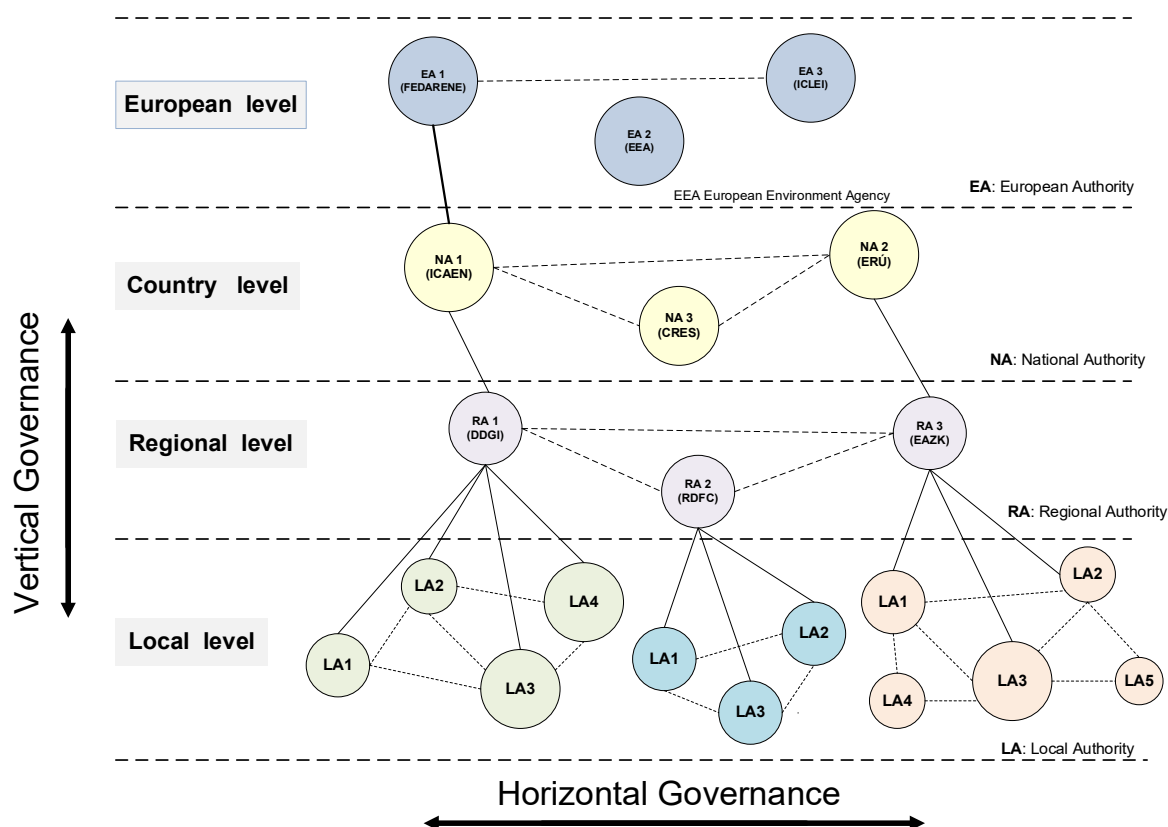 EA 1
(FEDARENE)
EA 3
(ICLEI)
European level
EA 2
(EEA)
EA: European Authority
EEA European Environment Agency
NA 1
(ICAEN)
NA 2
(ERÚ)
Country level
NA 3
(CRES)
NA: National Authority
Vertical Governance
RA 1
(DDGI)
RA 3
(EAZK)
Regional level
RA 2
(RDFC)
RA: Regional Authority
LA2
LA4
LA1
LA3
Local level
LA1
LA2
LA3
LA1
LA2
LA3
LA4
LA5
LA: Local Authority
Horizontal Governance